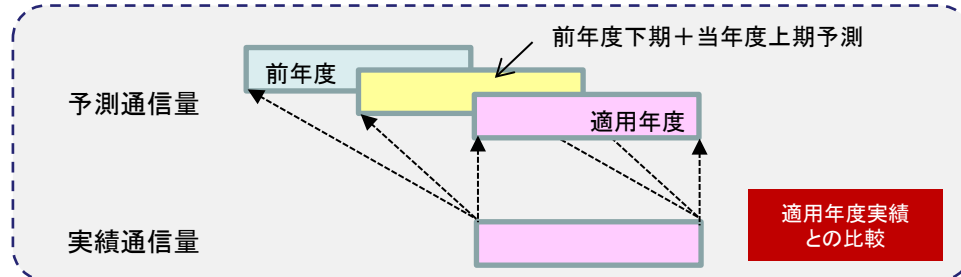 前年度下期＋当年度上期予測
前年度
予測通信量
適用年度
適用年度実績
との比較
実績通信量